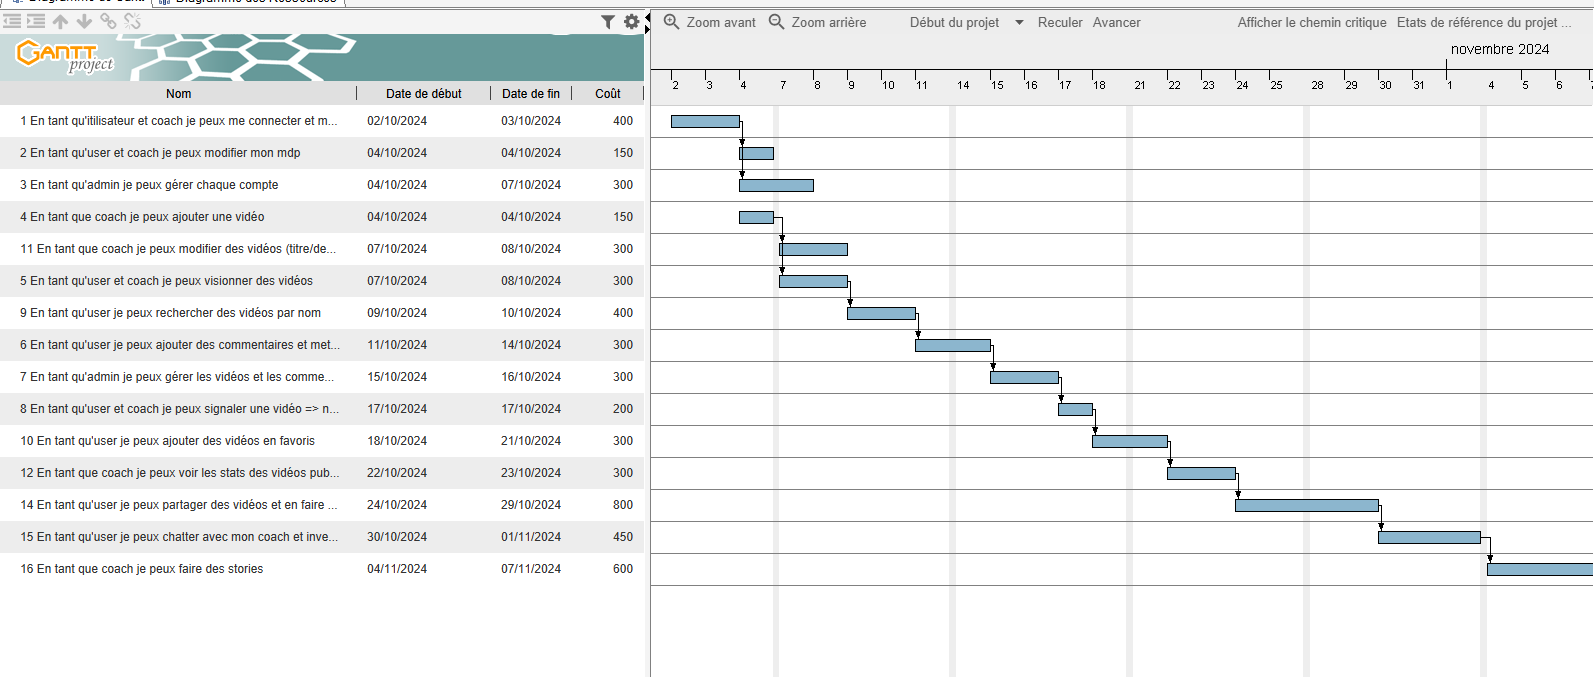 Diagramme de Gantt
Diagramme des Ressources
Zoom avant Zoom arrière Début du projet Reculer Avancer Afficher le chemin critique Etats de référence du projet ...
GANTT
project
novembre 2024
2 3 4 7 8 9 10 11 14 15 16 17 18 21 22 23 24 25 28 29 30 31 1 4 5 6
Nom Date de début Date de fin Coût
1 En tant qu'itilisateur et coach je peux me connecter et m... 02/10/2024 03/10/2024 400
2 En tant qu'user et coach je peux modifier mon mdp 04/10/2024 04/10/2024 150
3 En tant qu'admin je peux gérer chaque compte 04/10/2024 07/10/2024 300
4 En tant que coach je peux ajouter une vidéo 04/10/2024 04/10/2024 150
11 En tant que coach je peux modifier des vidéos (titre/de... 07/10/2024 08/10/2024 300
5 En tant qu'user et coach je peux visionner des vidéos 07/10/2024 08/10/2024 300
9 En tant qu'user je peux rechercher des vidéos par nom 09/10/2024 10/10/2024 400
6 En tant qu'user je peux ajouter des commentaires et met... 11/10/2024 14/10/2024 300
7 En tant qu'admin je peux gérer les vidéos et les comme... 15/10/2024 16/10/2024 300
8 En tant qu'user et coach je peux signaler une vidéo => n... 17/10/2024 17/10/2024 200
10 En tant qu'user je peux ajouter des vidéos en favoris 18/10/2024 21/10/2024 300
12 En tant que coach je peux voir les stats des vidéos pub... 22/10/2024 23/10/2024 300
14 En tant qu'user je peux partager des vidéos et en faire ... 24/10/2024 29/10/2024 800
15 En tant qu'user je peux chatter avec mon coach et inve... 30/10/2024 01/11/2024 450
16 En tant que coach je peux faire des stories 04/11/2024 07/11/2024 600